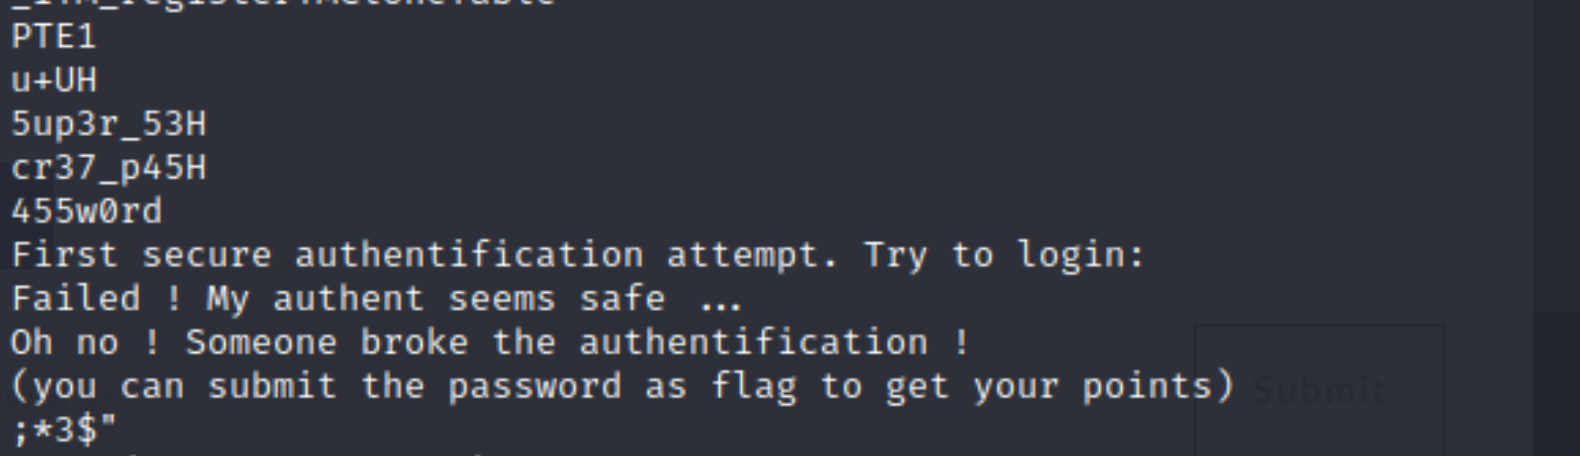 PTE1
u+UH
5up3r_53H
cr37_p45H
455w0rd
First secure authentification attempt. Try to login:
Failed ! My authent seems safe ...
Oh no ! Someone broke the authentification !
(you can submit the password as flag to get your points)
Submit
;*3$"